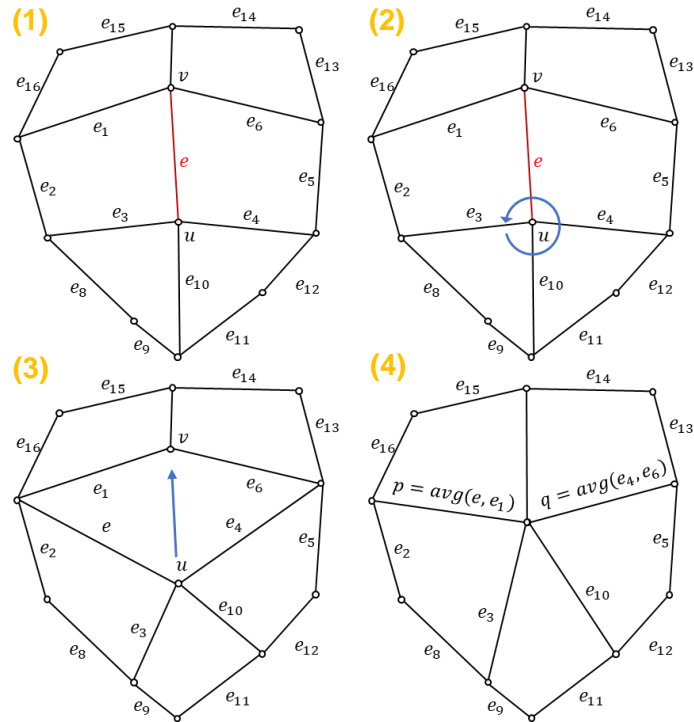 (1)
e₁₅
e₁₄
e₁₆
e₁₃
v
e₁
e₆
e
e₂
e₅
e₃
e₄
u
e₈
e₁₀
e₁₂
e₉
e₁₁
(2)
e₁₅
e₁₄
e₁₆
e₁₃
v
e₁
e₆
e
e₂
e₅
e₃
e₄
u
e₈
e₁₀
e₁₂
e₉
e₁₁
(3)
e₁₅
e₁₄
e₁₆
e₁₃
v
e₁
e₆
e
e₄
e₂
e₅
u
e₃
e₁₀
e₈
e₁₂
e₉
e₁₁
(4)
e₁₅
e₁₄
e₁₆
e₁₃
p = avg(e, e₁)
q = avg(e₄, e₆)
e₂
e₅
e₃
e₁₀
e₈
e₁₂
e₉
e₁₁